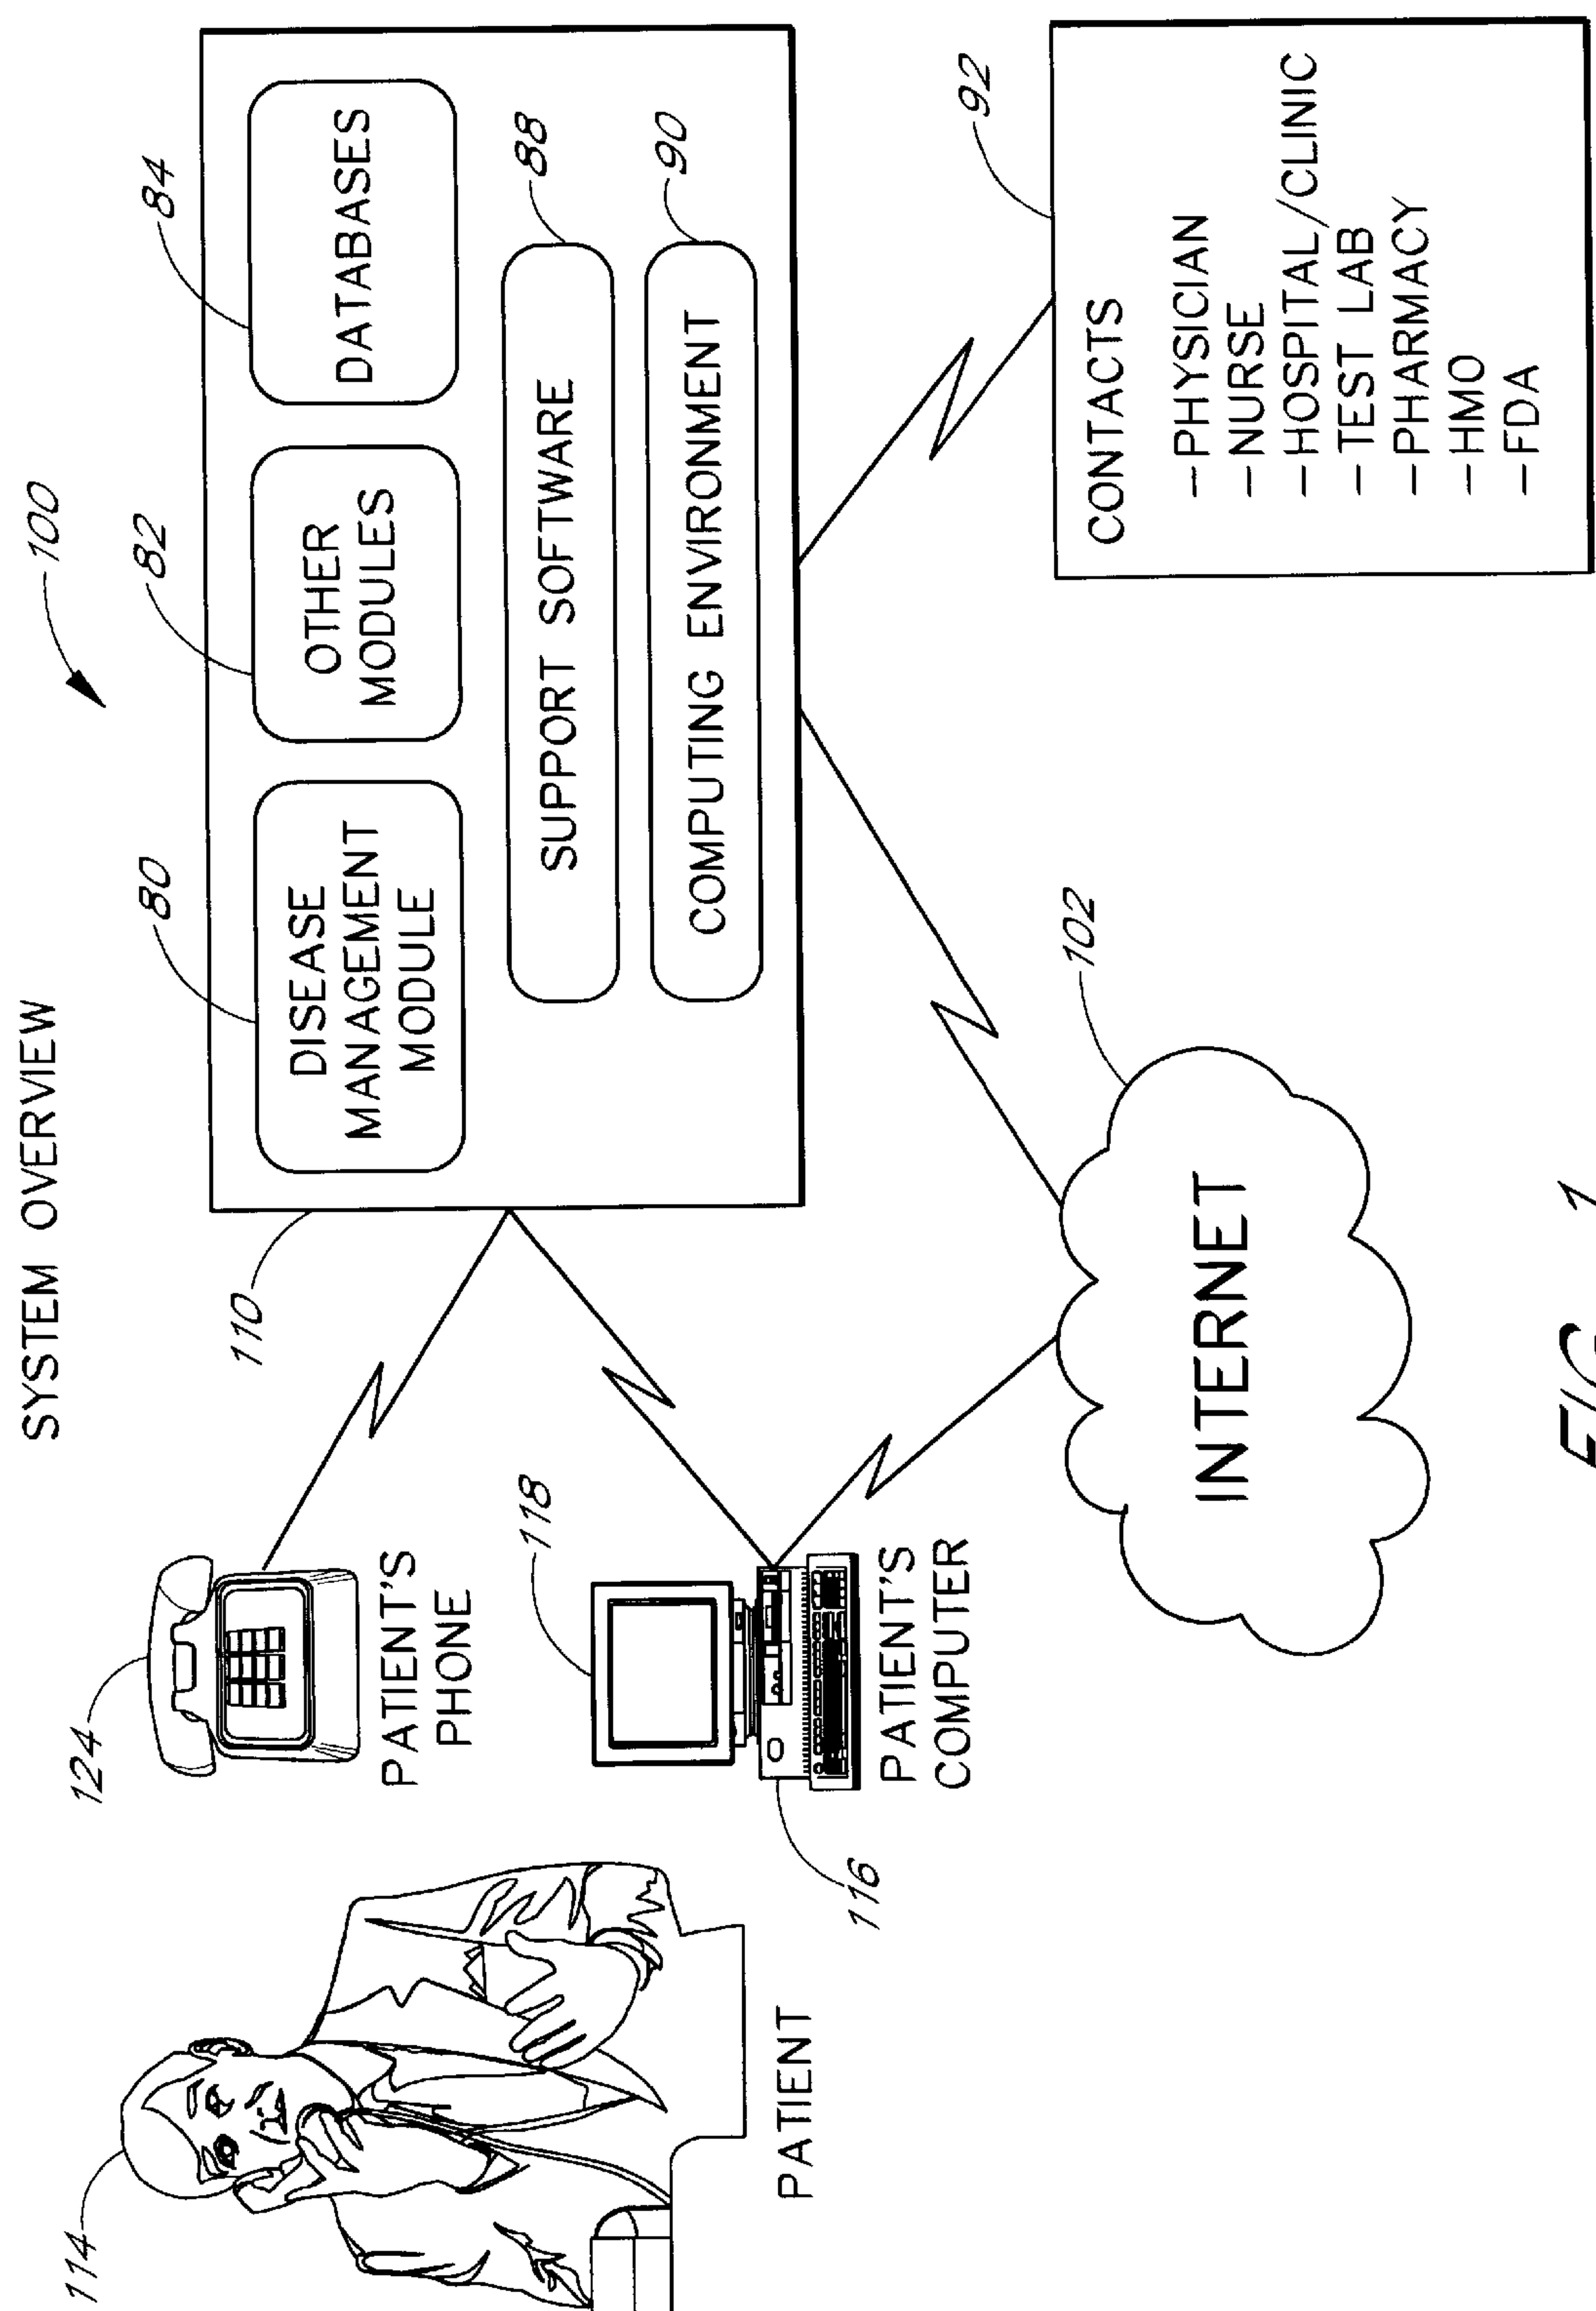 SYSTEM OVERVIEW
100
114
PATIENT
124
PATIENT'S
PHONE
118
116
PATIENT'S
COMPUTER
110
80
DISEASE
MANAGEMENT
MODULE
82
OTHER
MODULES
84
DATABASES
88
SUPPORT SOFTWARE
90
COMPUTING ENVIRONMENT
102
INTERNET
92
CONTACTS
-PHYSICIAN
-NURSE
-HOSPITAL/CLINIC
-TEST LAB
-PHARMACY
-HMO
-FDA
FIG. 1